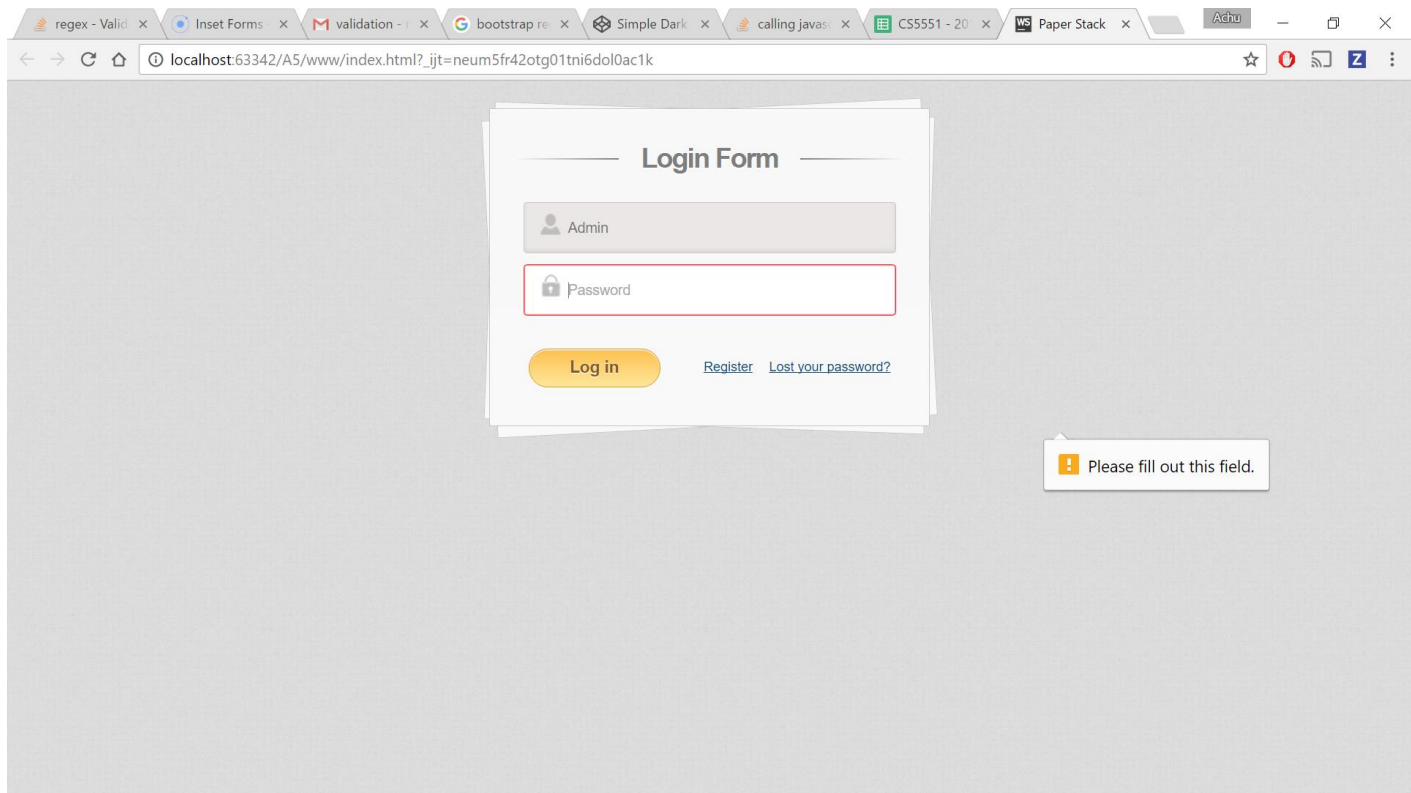 regex - Valid
Inset Forms
validation -
bootstrap re
Simple Dark
calling javas
CS5551 - 20
WS Paper Stack
Achu
localhost:63342/A5/www/index.html?_ijt=neum5fr42otg01tni6dol0ac1k
Z
Login Form
Admin
Password
Log in Register Lost your password?
Please fill out this field.